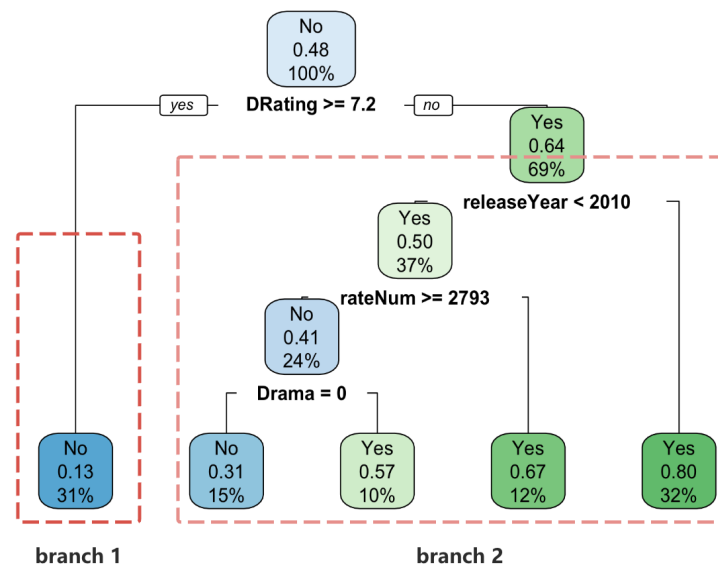 No
0.48
100%
yes
DRating >= 7.2
no
Yes
0.64
69%
releaseYear < 2010
Yes
0.50
37%
rateNum >= 2793
No
0.41
24%
Drama = 0
No
0.13
31%
No
0.31
15%
Yes
0.57
10%
Yes
0.67
12%
Yes
0.80
32%
branch 1
branch 2